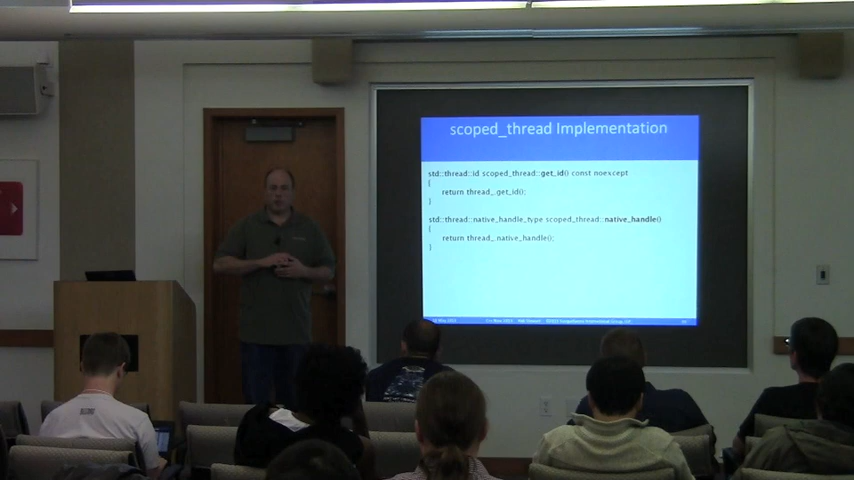 scoped_thread Implementation
std::thread::id scoped_thread::get_id() const noexcept
{
return thread_.get_id();
}
std::thread::native_handle_type scoped_thread::native_handle()
{
return thread_.native_handle();
}